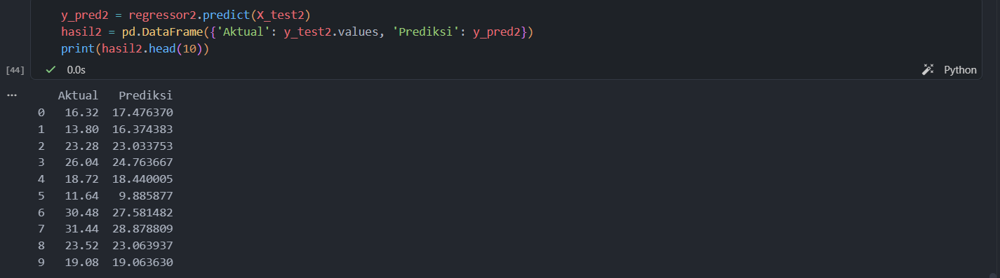 y_pred2 = regressor2.predict(X_test2)
hasil2 = pd.DataFrame({'Aktual': y_test2.values, 'Prediksi': y_pred2})
print(hasil2.head(10))
[44] 0.0s Python
... Aktual Prediksi
0 16.32 17.476370
1 13.80 16.374383
2 23.28 23.033753
3 26.04 24.763667
4 18.72 18.440005
5 11.64 9.885877
6 30.48 27.581482
7 31.44 28.878809
8 23.52 23.063937
9 19.08 19.063630